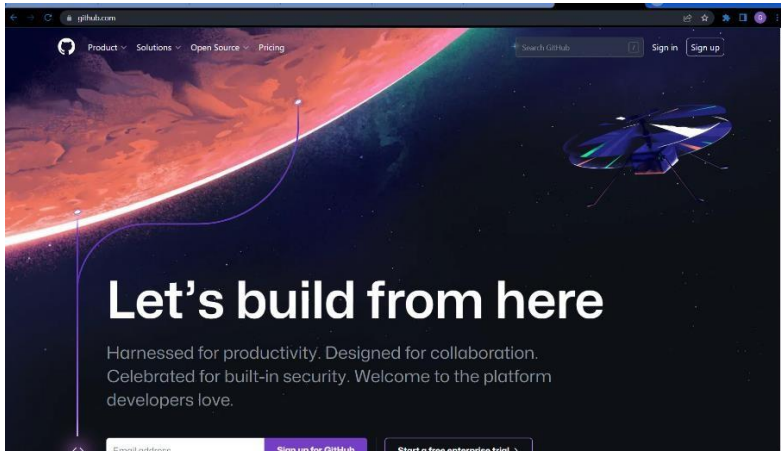 github.com
Product Solutions Open Source Pricing Search GitHub / Sign in Sign up
G
Let's build from here
Harnessed for productivity. Designed for collaboration.
Celebrated for built-in security. Welcome to the platform
developers love.
Email address Sign up for GitHub Start a free enterprise trial >